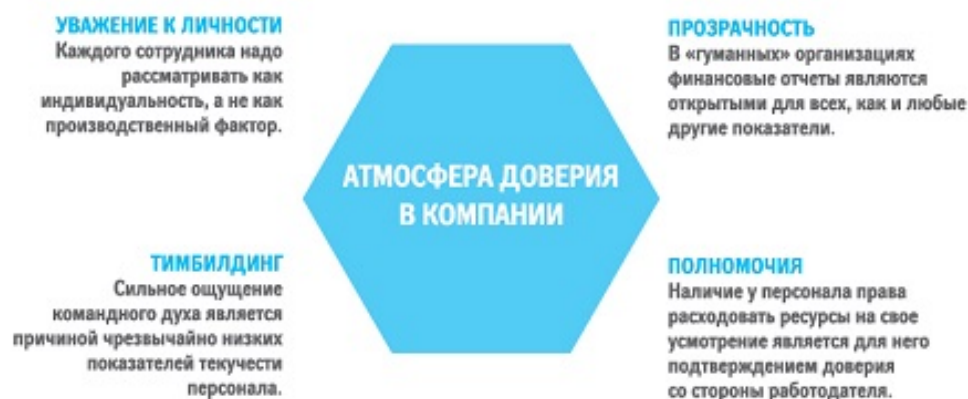 УВАЖЕНИЕ К ЛИЧНОСТИ
Каждого сотрудника надо
рассматривать как
индивидуальность, а не как
производственный фактор.
ПРОЗРАЧНОСТЬ
В «гуманных» организациях
финансовые отчеты являются
открытыми для всех, как и любые
другие показатели.
АТМОСФЕРА ДОВЕРИЯ
В КОМПАНИИ
ТИМБИЛДИНГ
Сильное ощущение
командного духа является
причиной чрезвычайно низких
показателей текучести
персонала.
ПОЛНОМОЧИЯ
Наличие у персонала права
расходовать ресурсы на свое
усмотрение является для него
подтверждением доверия
со стороны работодателя.